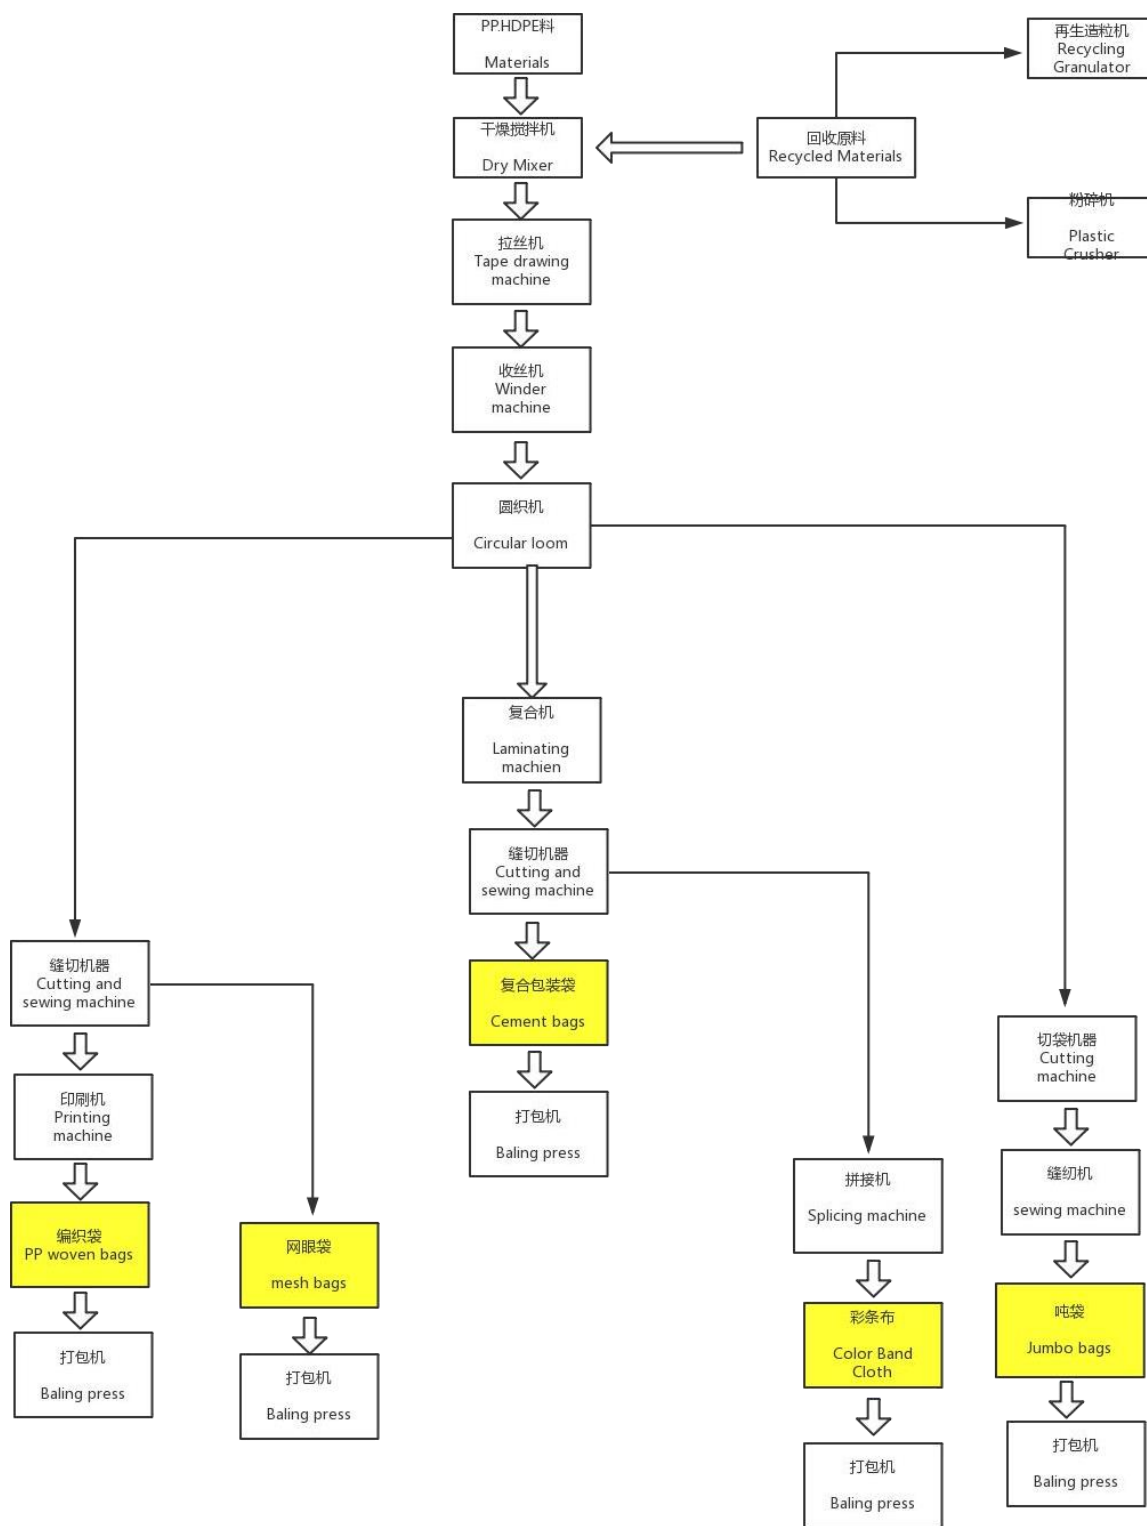 PP.HDPE料
Materials
再生造粒机
Recycling
Granulator
干燥搅拌机
Dry Mixer
回收原料
Recycled Materials
粉碎机
Plastic
Crusher
拉丝机
Tape drawing
machine
收丝机
Winder
machine
圆织机
Circular loom
复合机
Laminating
machien
缝切机器
Cutting and
sewing machine
缝切机器
Cutting and
sewing machine
复合包装袋
Cement bags
切袋机器
Cutting
machine
印刷机
Printing
machine
打包机
Baling press
拼接机
Splicing machine
缝纫机
sewing machine
编织袋
PP woven bags
网眼袋
mesh bags
彩条布
Color Band
Cloth
吨袋
Jumbo bags
打包机
Baling press
打包机
Baling press
打包机
Baling press
打包机
Baling press